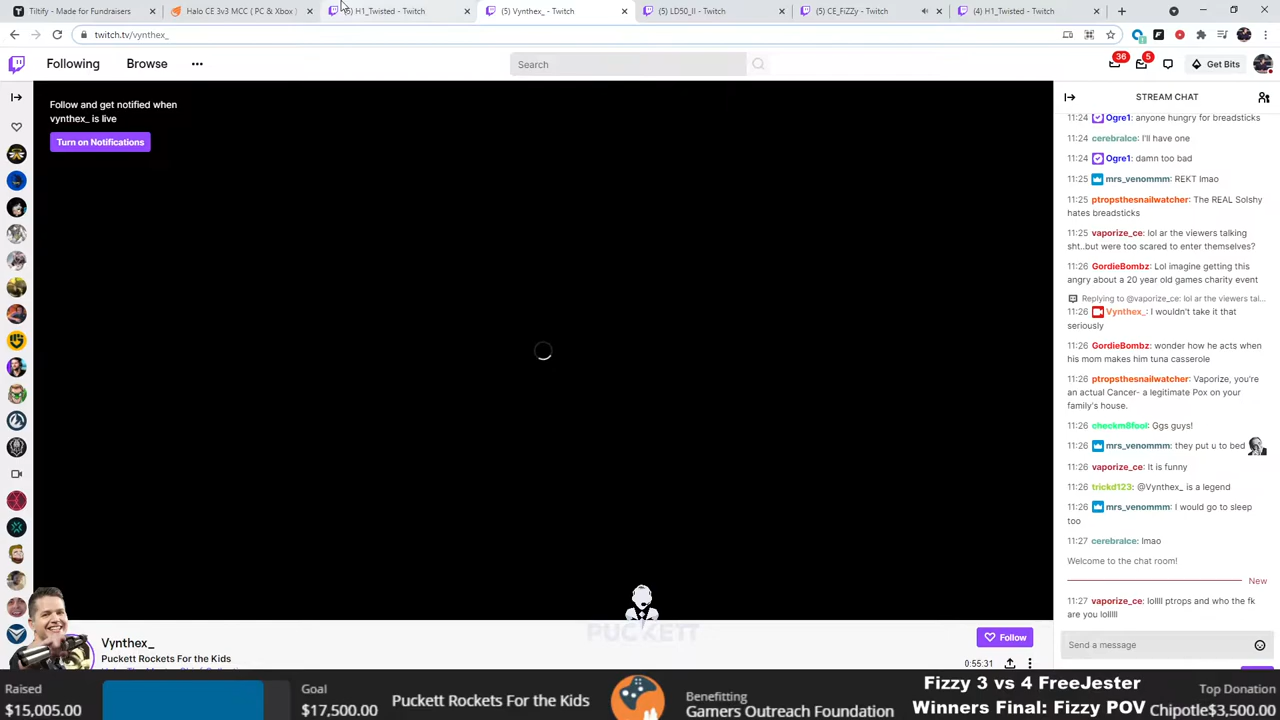 Tiltify - Made for Fundraisers
Halo CE 3v3 MCC ( PC & Xbox )
H1_Twisted - Twitch
(5) Vynthex_ - Twitch
(5) LD50_II - Twitch
(5) CE_FiZZy - Twitch
(4) H1_Twisted - Twitch
twitch.tv/vynthex_
Following
Browse
Search
36
5
Get Bits
Follow and get notified when
vynthex_ is live
Turn on Notifications
STREAM CHAT
11:24 Ogre1: anyone hungry for breadsticks
11:24 cerebralce: I'll have one
11:24 Ogre1: damn too bad
11:25 mrs_venommm: REKT lmao
11:25 ptropsthesnailwatcher: The REAL Solshy
hates breadsticks
11:25 vaporize_ce: lol ar the viewers talking
sht..but were too scared to enter themselves?
11:26 GordieBombz: Lol imagine getting this
angry about a 20 year old games charity event
Replying to @vaporize_ce: lol ar the viewers tal...
11:26 Vynthex_: I wouldn't take it that
seriously
11:26 GordieBombz: wonder how he acts when
his mom makes him tuna casserole
11:26 ptropsthesnailwatcher: Vaporize, you're
an actual Cancer- a legitimate Pox on your
family's house.
11:26 checkm8fool: Ggs guys!
11:26 mrs_venommm: they put u to bed
11:26 vaporize_ce: It is funny
11:26 trickd123: @Vynthex_ is a legend
11:26 mrs_venommm: I would go to sleep
too
11:27 cerebralce: lmao
Welcome to the chat room!
New
11:27 vaporize_ce: lollll ptrops and who the fk
are you lolllll
Send a message
PUCKETT
Vynthex_
Puckett Rockets For the Kids
Follow
0:55:31
Raised
$15,005.00
Goal
$17,500.00
Puckett Rockets For the Kids
Benefitting
Gamers Outreach Foundation
Fizzy 3 vs 4 FreeJester
Winners Final: Fizzy POV
Top Donation
Chipotle$3,500.00